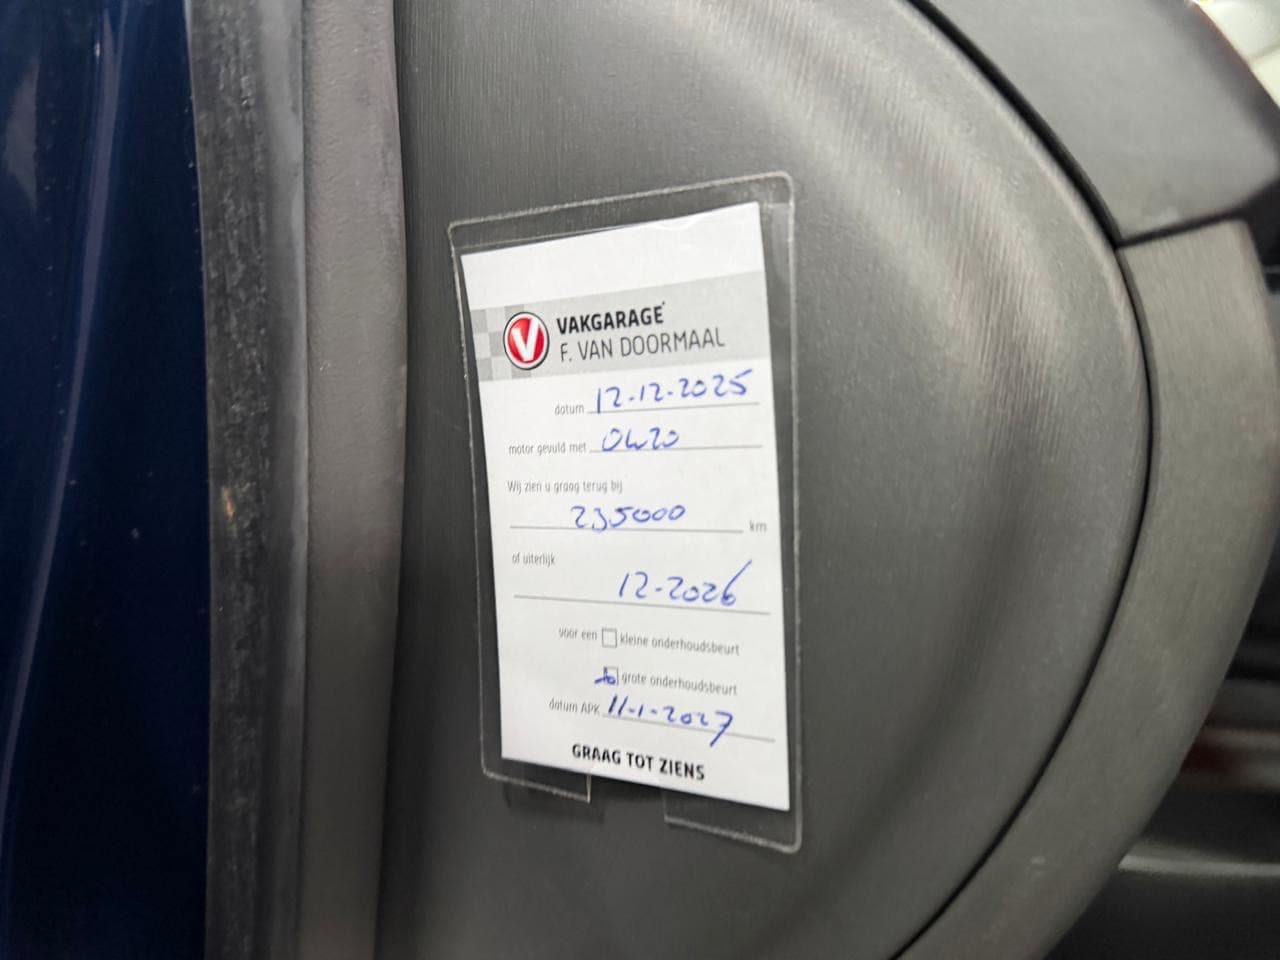 V
VAKGARAGE
F. VAN DOORMAAL
datum 12-12-2025
motor gevuld met 0W20
Wij zien u graag terug bij
235000 km
of uiterlijk
12-2026
voor een kleine onderhoudsbeurt
grote onderhoudsbeurt
datum APK 11-1-2027
GRAAG TOT ZIENS